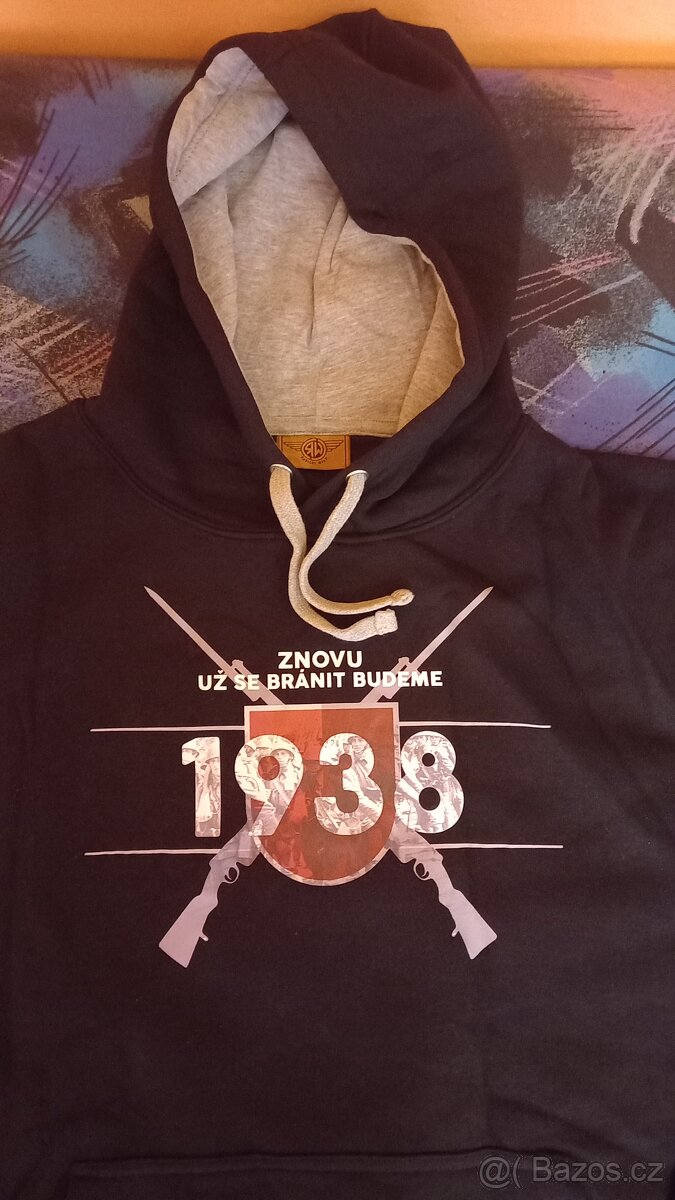 ZNOVU
UŽ SE BRÁNIT BUDEME
1938
@( Bazos.cz